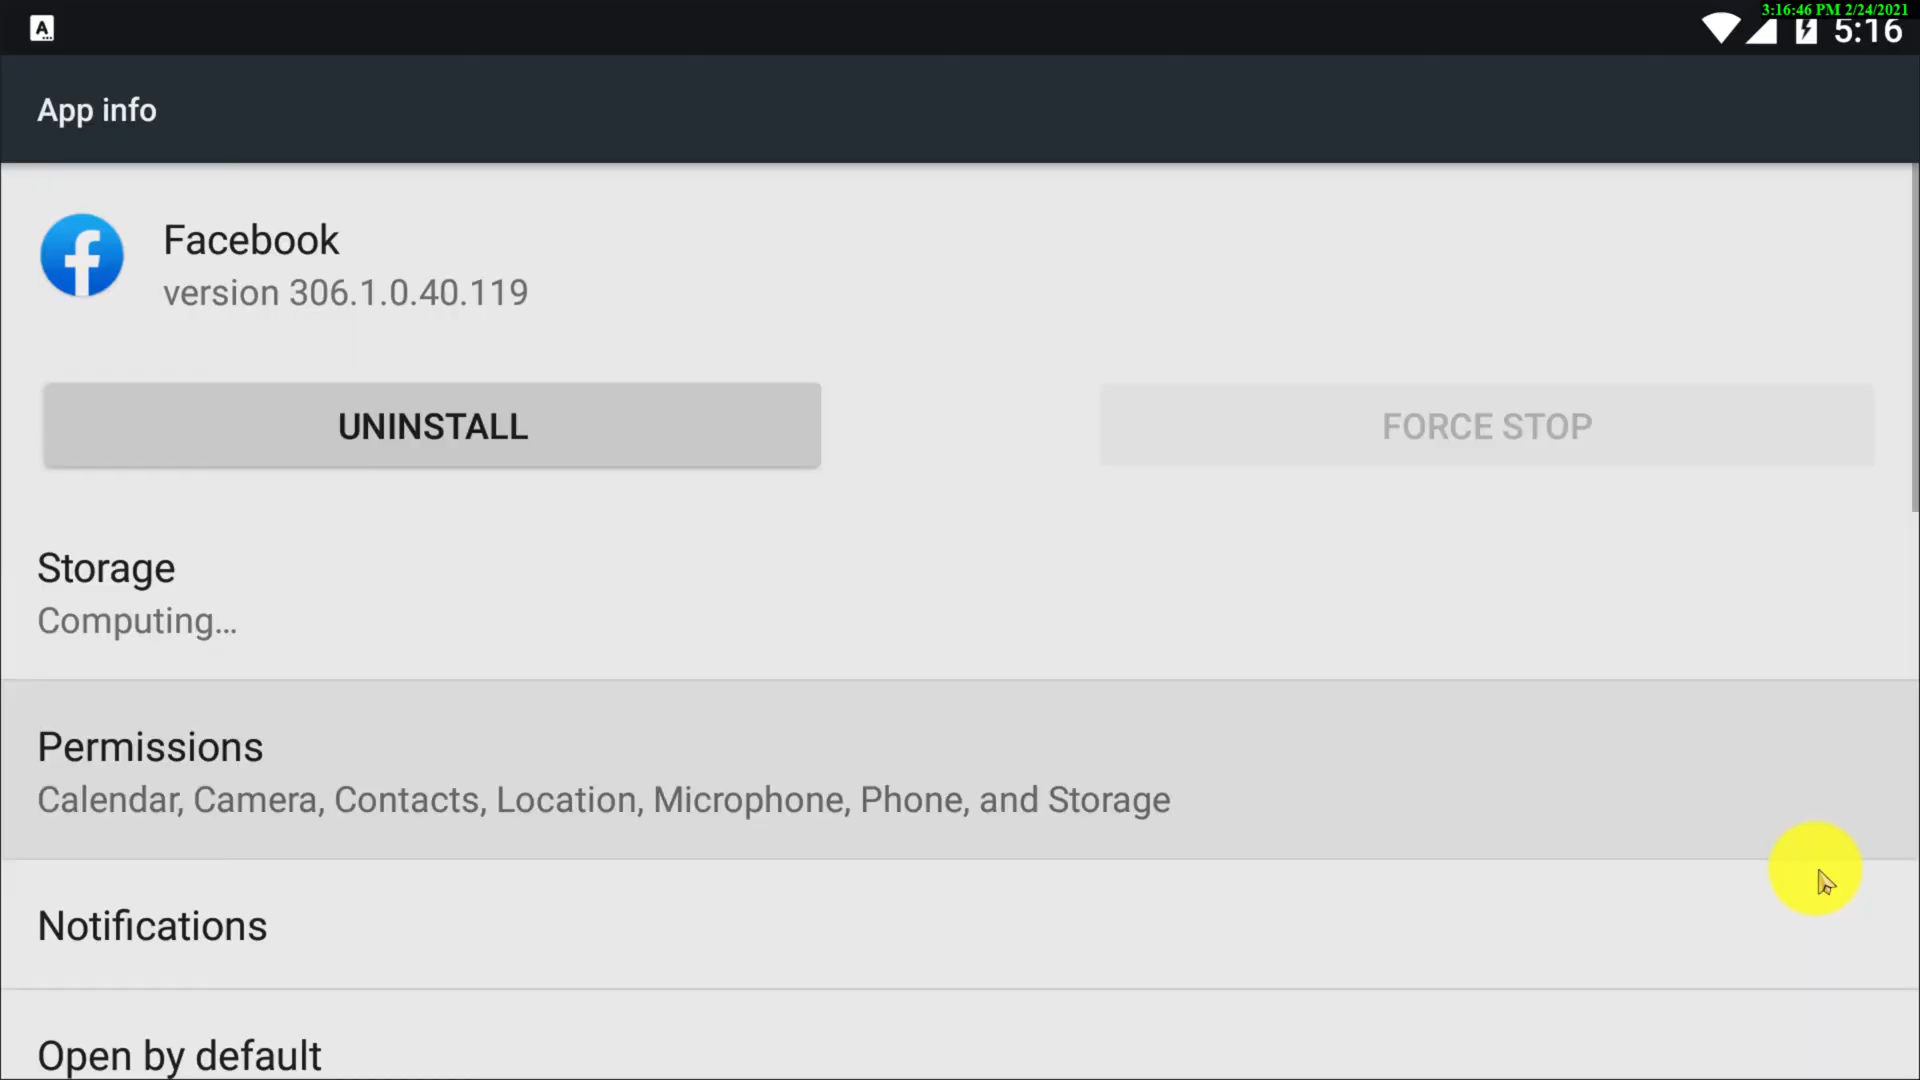 A
3:16:46 PM 2/24/2021
5:16
App info
Facebook
version 306.1.0.40.119
UNINSTALL
FORCE STOP
Storage
Computing...
Permissions
Calendar, Camera, Contacts, Location, Microphone, Phone, and Storage
Notifications
Open by default